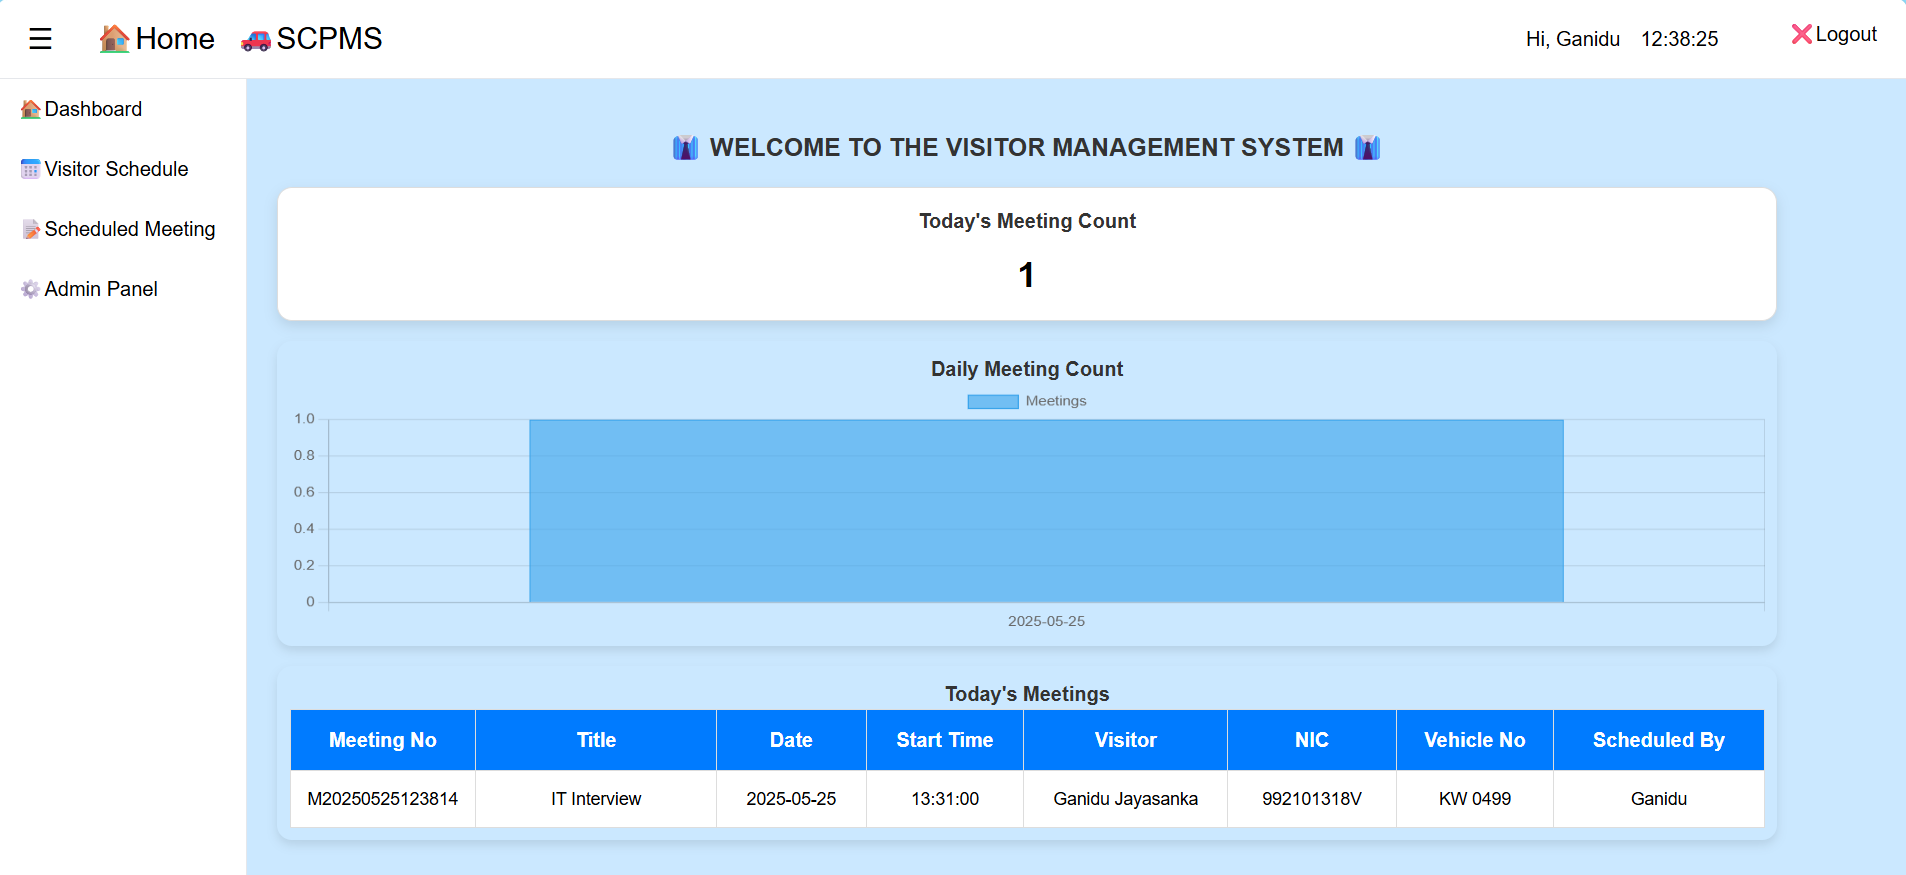 ☰ Home SCPMS Hi, Ganidu 12:38:25 Logout
Dashboard
Visitor Schedule
Scheduled Meeting
Admin Panel
WELCOME TO THE VISITOR MANAGEMENT SYSTEM
Today's Meeting Count
1
Daily Meeting Count
Meetings
1.0
0.8
0.6
0.4
0.2
0
2025-05-25
Today's Meetings
Meeting No Title Date Start Time Visitor NIC Vehicle No Scheduled By
M20250525123814 IT Interview 2025-05-25 13:31:00 Ganidu Jayasanka 992101318V KW 0499 Ganidu